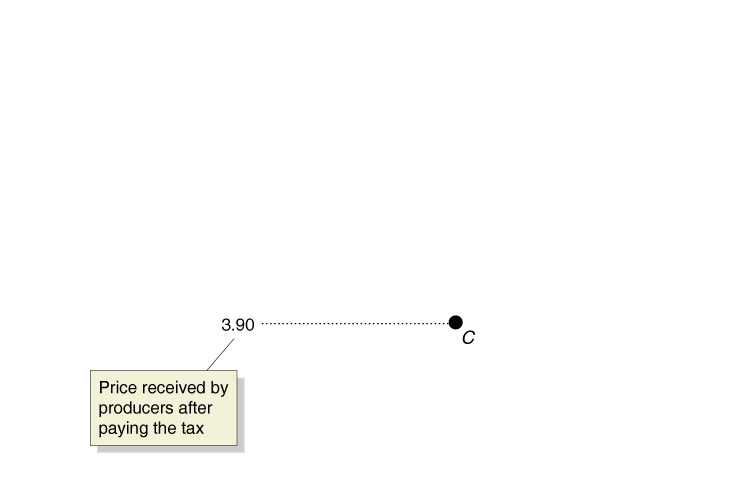 3.90
C
Price received by
producers after
paying the tax